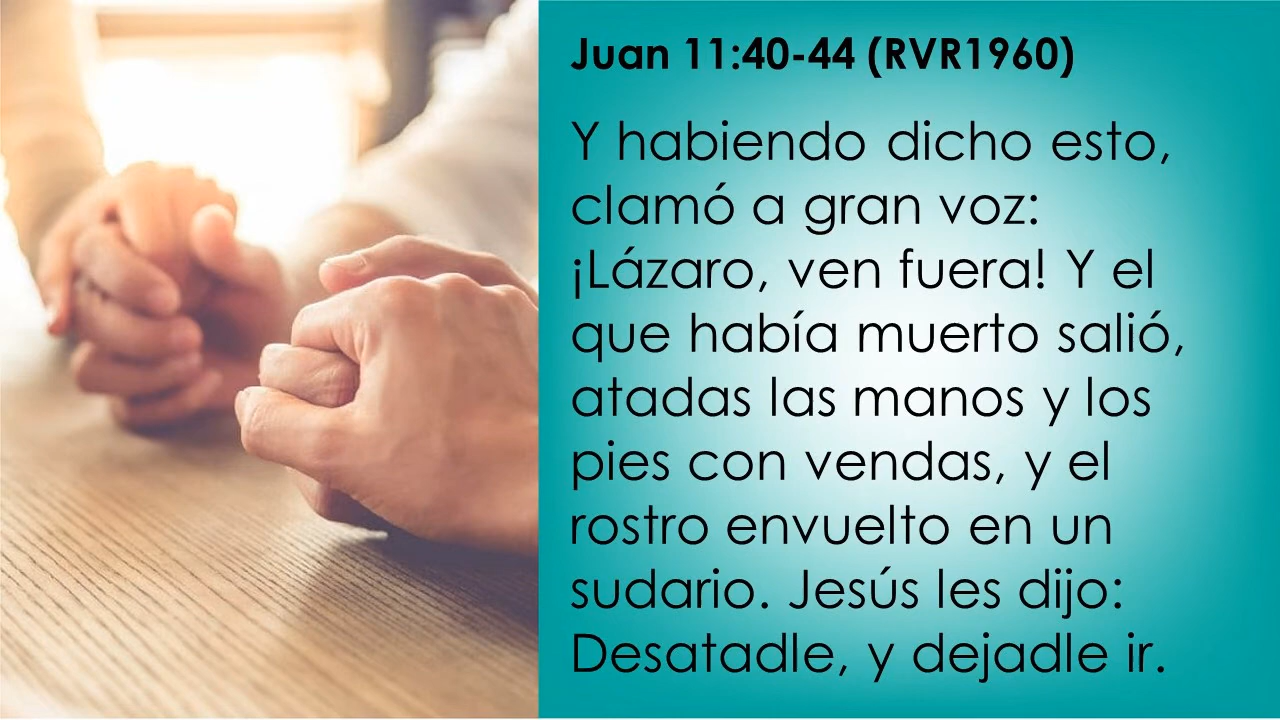 Juan 11:40-44 (RVR1960)
Y habiendo dicho esto,
clamó a gran voz:
¡Lázaro, ven fuera! Y el
que había muerto salió,
atadas las manos y los
pies con vendas, y el
rostro envuelto en un
sudario. Jesús les dijo:
Desatadle, y dejadle ir.